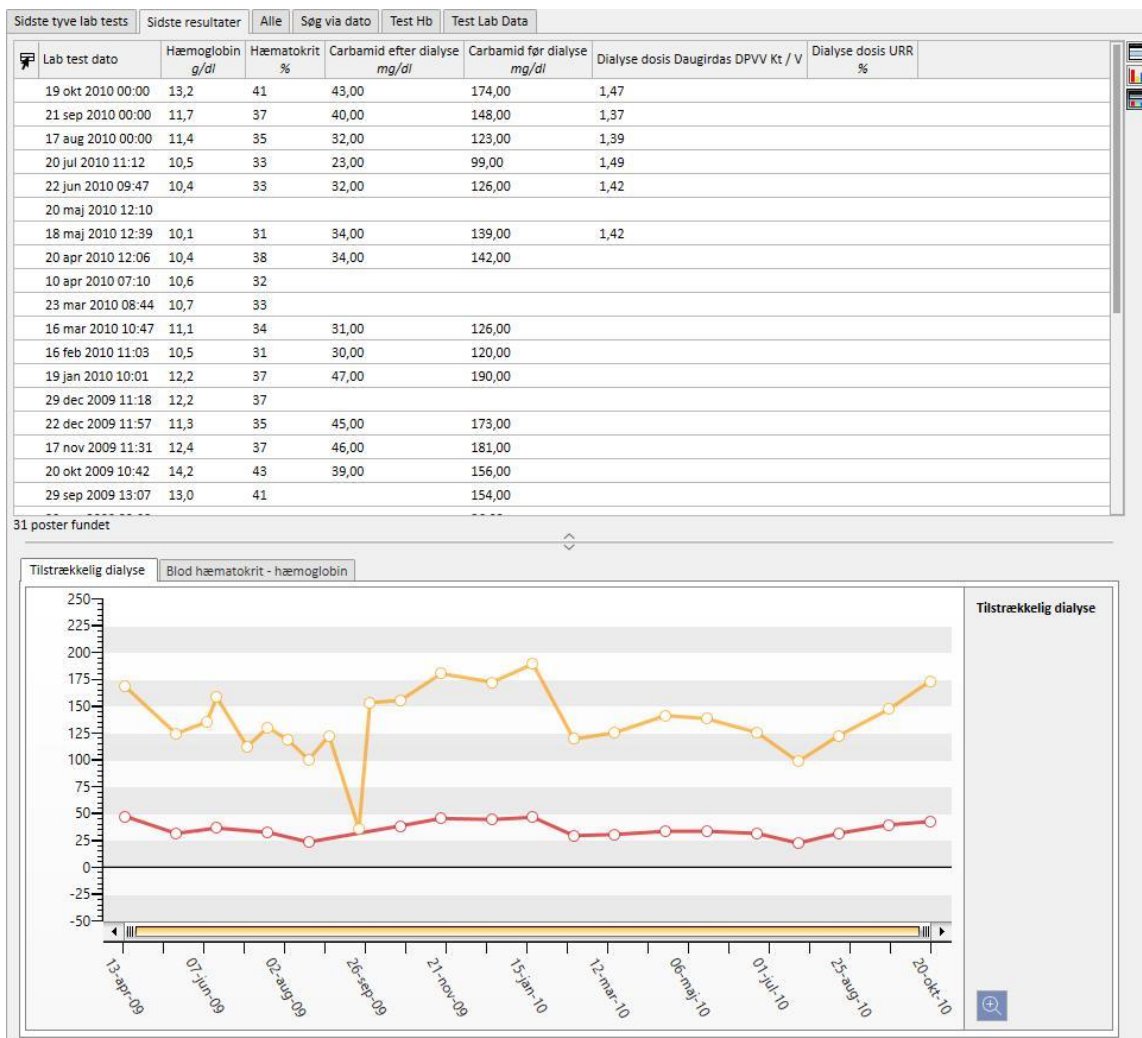 Sidste tyve lab tests Sidste resultater Alle Søg via dato Test Hb Test Lab Data
Lab test dato Hæmoglobin g/dl Hæmatokrit % Carbamid efter dialyse mg/dl Carbamid før dialyse mg/dl Dialyse dosis Daugirdas DPVV Kt / V Dialyse dosis URR %
19 okt 2010 00:00 13,2 41 43,00 174,00 1,47
21 sep 2010 00:00 11,7 37 40,00 148,00 1,37
17 aug 2010 00:00 11,4 35 32,00 123,00 1,39
20 jul 2010 11:12 10,5 33 23,00 99,00 1,49
22 jun 2010 09:47 10,4 33 32,00 126,00 1,42
20 maj 2010 12:10
18 maj 2010 12:39 10,1 31 34,00 139,00 1,42
20 apr 2010 12:06 10,4 38 34,00 142,00
10 apr 2010 07:10 10,6 32
23 mar 2010 08:44 10,7 33
16 mar 2010 10:47 11,1 34 31,00 126,00
16 feb 2010 11:03 10,5 31 30,00 120,00
19 jan 2010 10:01 12,2 37 47,00 190,00
29 dec 2009 11:18 12,2 37
22 dec 2009 11:57 11,3 35 45,00 173,00
17 nov 2009 11:31 12,4 37 46,00 181,00
20 okt 2009 10:42 14,2 43 39,00 156,00
29 sep 2009 13:07 13,0 41 154,00
31 poster fundet
Tilstrækkelig dialyse Blod hæmatokrit - hæmoglobin
Tilstrækkelig dialyse
250
225
200
175
150
125
100
75
50
25
0
-25
-50
13-apr-09 07-jun-09 02-aug-09 26-sep-09 21-nov-09 15-jan-10 12-mar-10 06-maj-10 01-jul-10 25-aug-10 20-okt-10